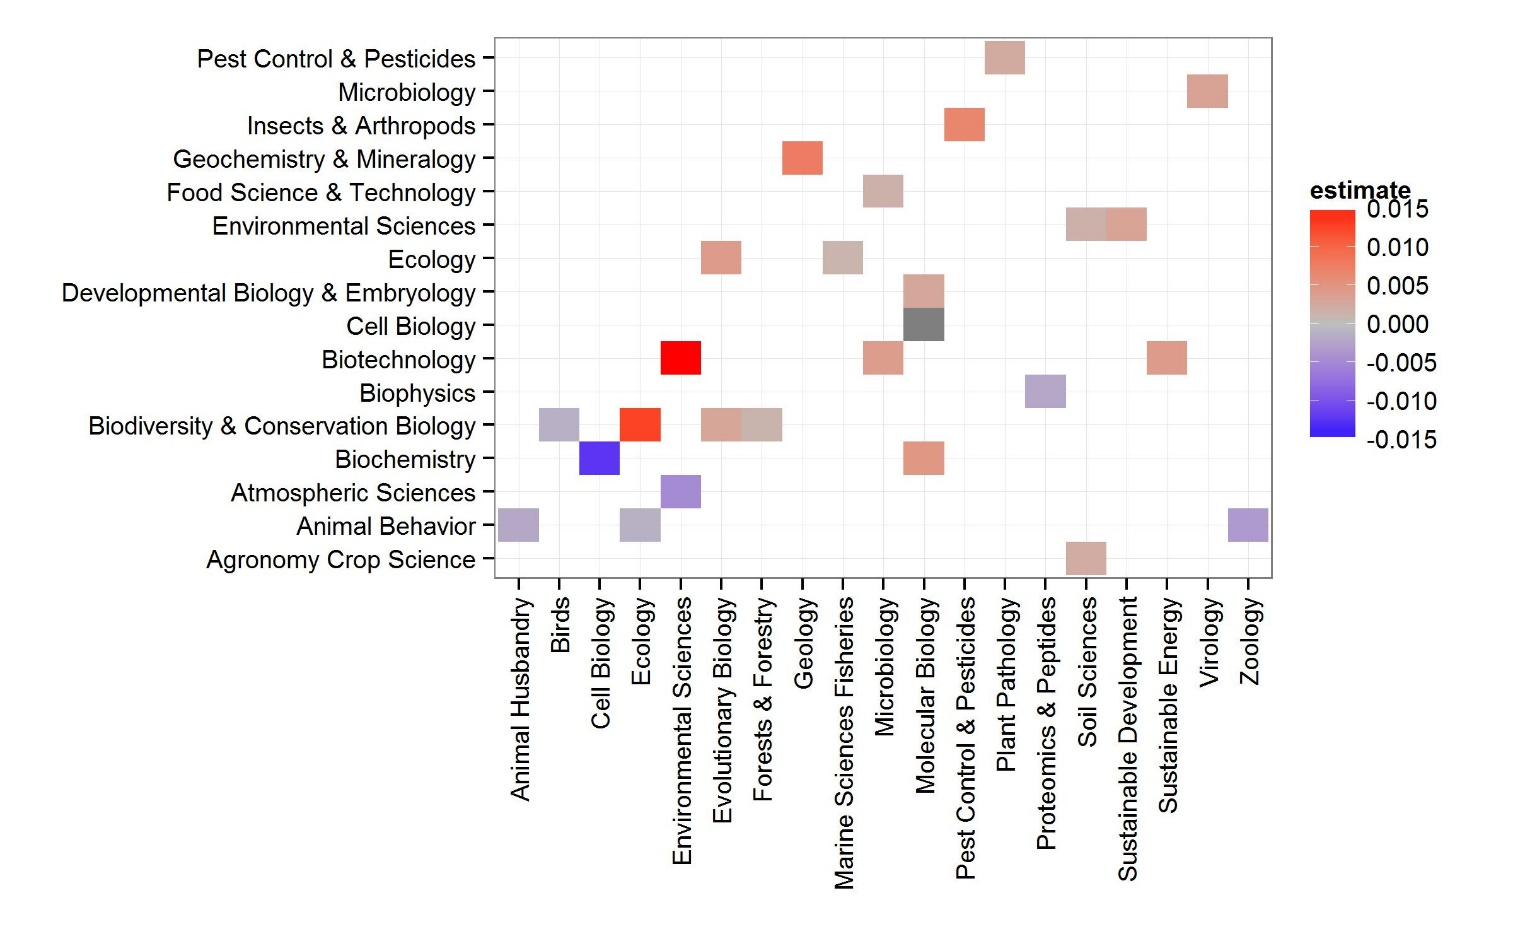 Pest Control & Pesticides
Microbiology
Insects & Arthropods
Geochemistry & Mineralogy
Food Science & Technology
Environmental Sciences
Ecology
Developmental Biology & Embryology
Cell Biology
Biotechnology
Biophysics
Biodiversity & Conservation Biology
Biochemistry
Atmospheric Sciences
Animal Behavior
Agronomy Crop Science
Animal Husbandry
Birds
Cell Biology
Ecology
Environmental Sciences
Evolutionary Biology
Forests & Forestry
Geology
Marine Sciences Fisheries
Microbiology
Molecular Biology
Pest Control & Pesticides
Plant Pathology
Proteomics & Peptides
Soil Sciences
Sustainable Development
Sustainable Energy
Virology
Zoology
estimate
0.015
0.010
0.005
0.000
-0.005
-0.010
-0.015